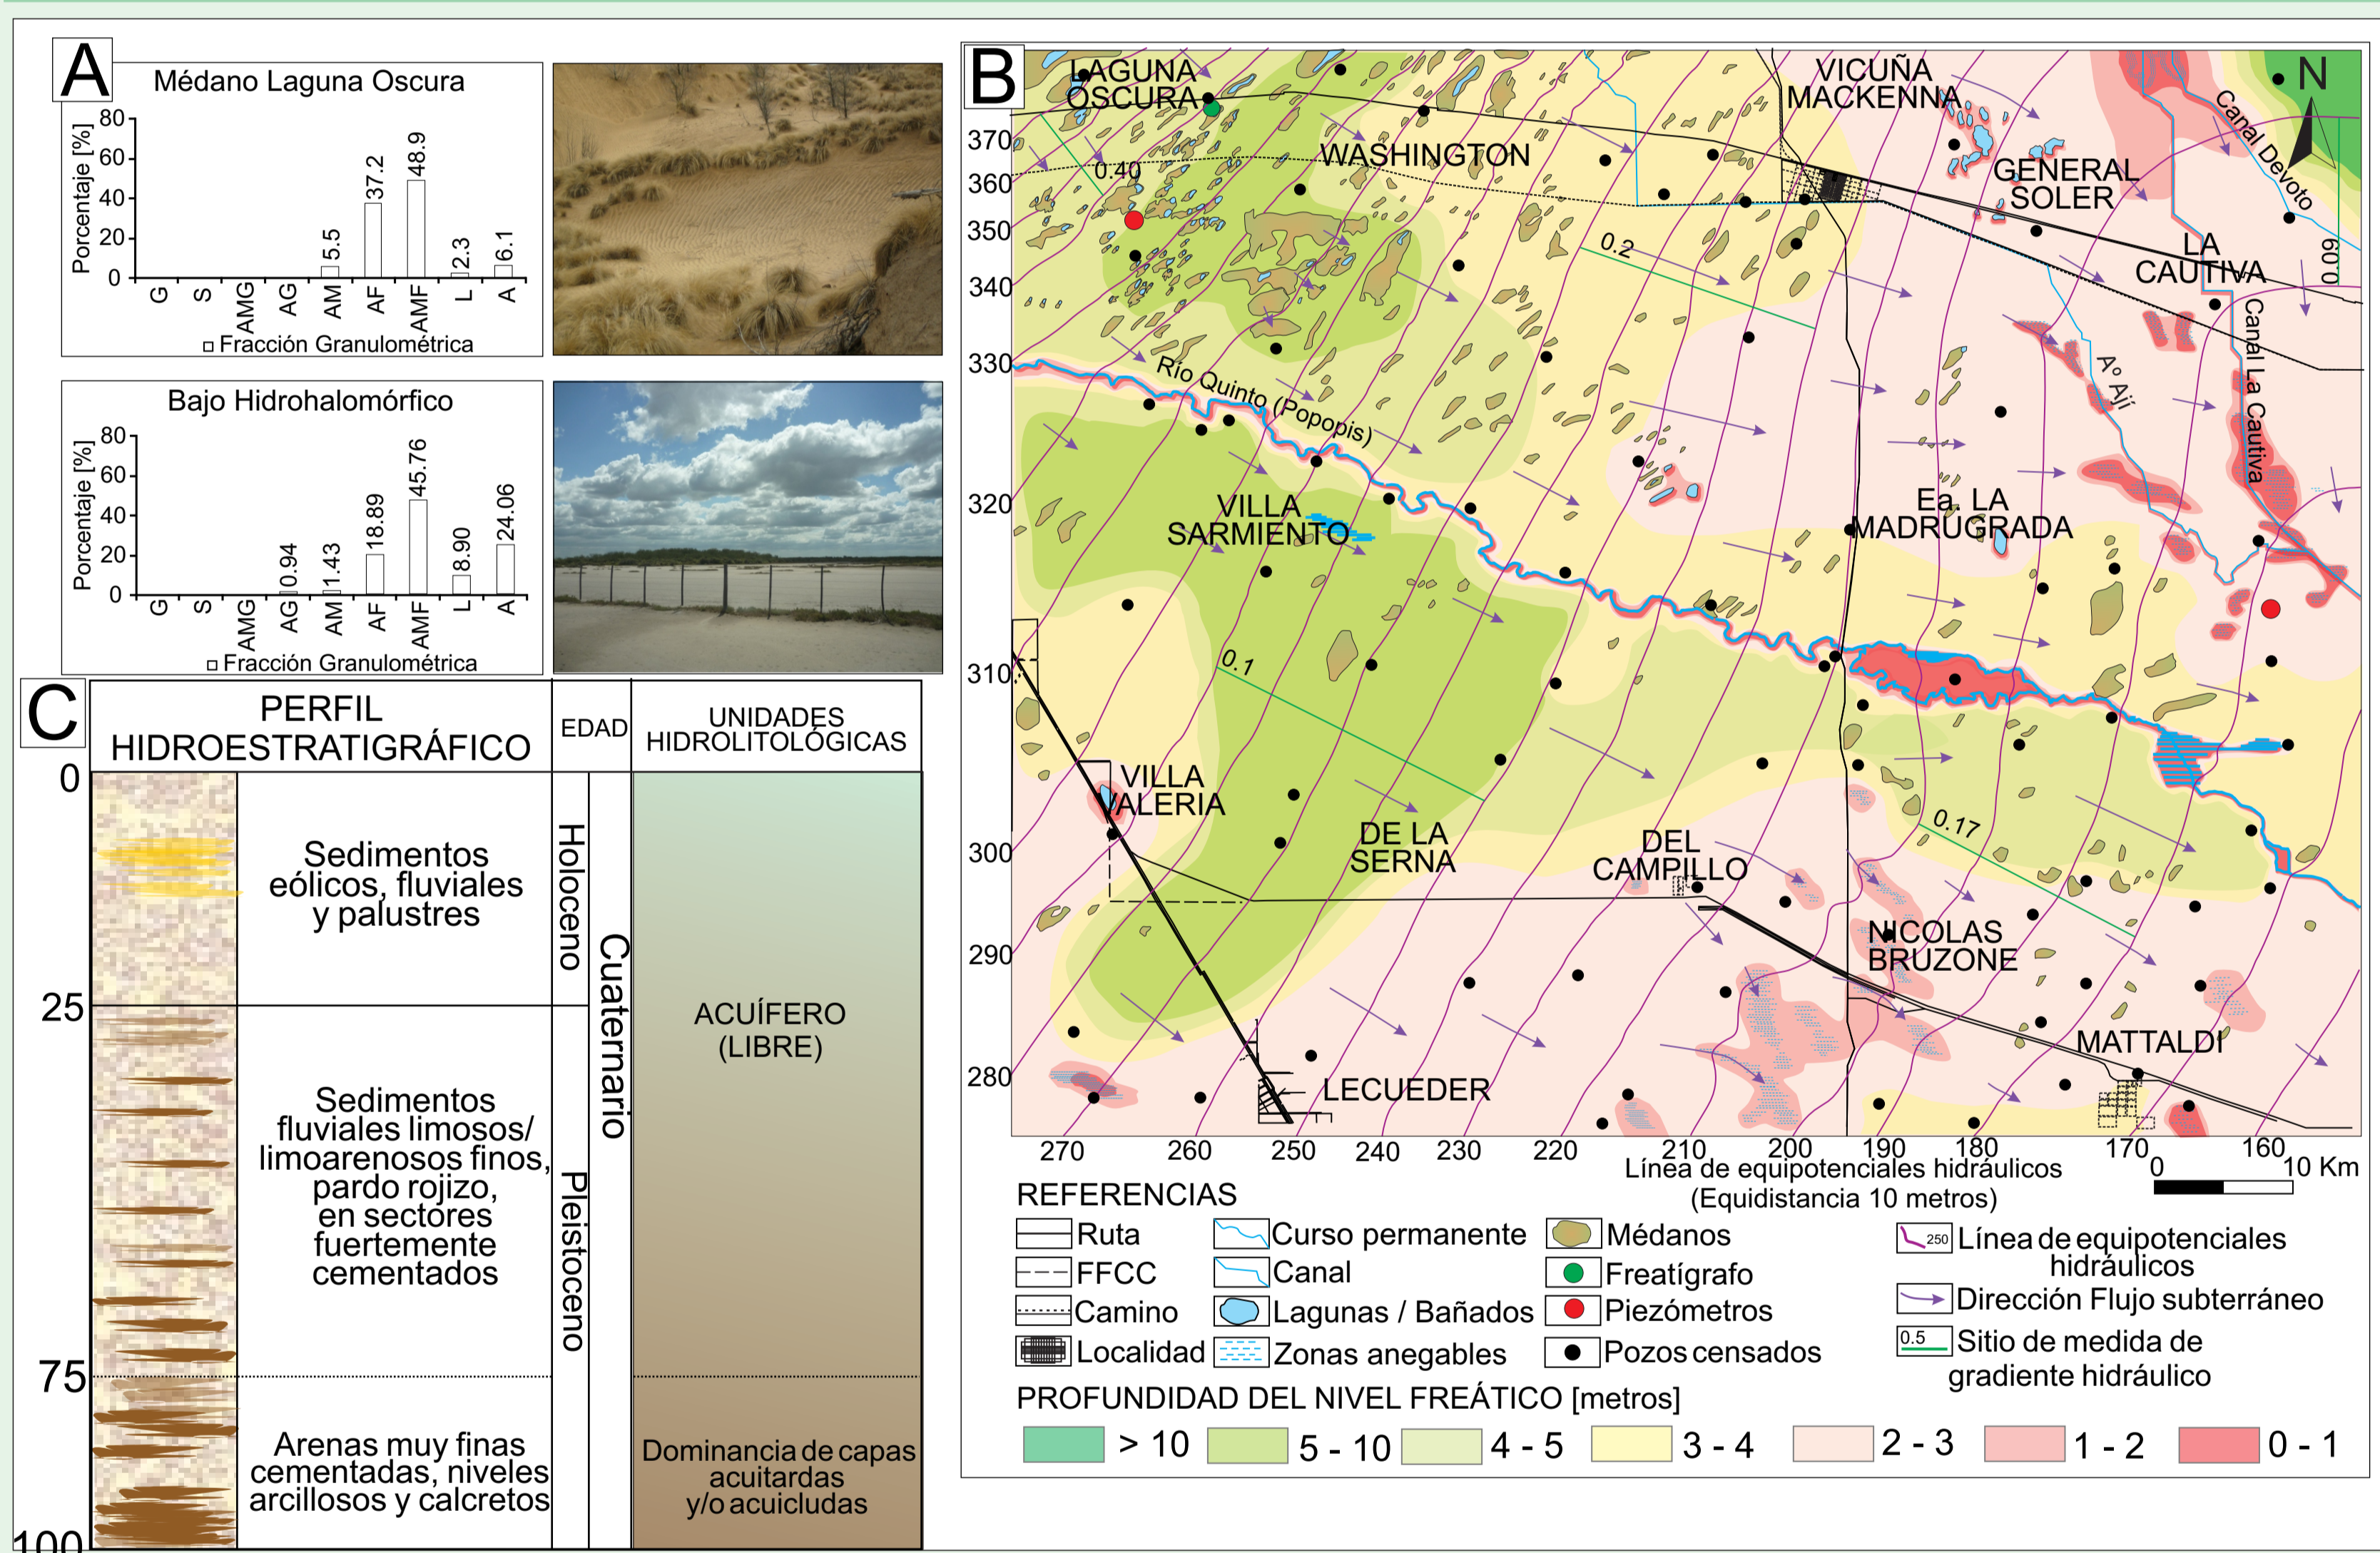 A
Médano Laguna Oscura
Porcentaje [%]
80
60
40
20
0
5.5
37.2
48.9
2.3
6.1
G
S
AMG
AG
AM
AF
AMF
L
A
Fracción Granulométrica
Bajo Hidrohalomórfico
Porcentaje [%]
80
60
40
20
0
0.94
1.43
18.89
45.76
8.90
24.06
G
S
AMG
AG
AM
AF
AMF
L
A
Fracción Granulométrica
C
PERFIL
HIDROESTRATIGRÁFICO
EDAD
UNIDADES
HIDROLITOLÓGICAS
0
25
75
100
Sedimentos
eólicos, fluviales
y palustres
Sedimentos
fluviales limosos/
limoarenosos finos,
pardo rojizo,
en sectores
fuertemente
cementados
Arenas muy finas
cementadas, niveles
arcillosos y calcretos
Holoceno
Pleistoceno
Cuaternario
ACUÍFERO
(LIBRE)
Dominancia de capas
acuitardas
y/o acuicludas
B
LAGUNA
OSCURA
VICUÑA
MACKENNA
N
Canal Devoto
WASHINGTON
GENERAL
SOLER
0.40
0.2
LA
CAUTIVA
0.09
Canal La Cautiva
Aº Ají
Río Quinto (Popopis)
VILLA
SARMIENTO
Ea. LA
MADRUGRADA
0.1
VILLA
VALERIA
DE LA
SERNA
DEL
CAMPILLO
0.17
NICOLAS
BRUZONE
MATTALDI
LECUEDER
370
360
350
340
330
320
310
300
290
280
270
260
250
240
230
220
210
200
190
180
170
160
Línea de equipotenciales hidráulicos
(Equidistancia 10 metros)
0
10 Km
REFERENCIAS
Ruta
FFCC
Camino
Localidad
Curso permanente
Canal
Lagunas / Bañados
Zonas anegables
Médanos
Freatígrafo
Piezómetros
Pozos censados
250
Línea de equipotenciales
hidráulicos
Dirección Flujo subterráneo
0.5
Sitio de medida de
gradiente hidráulico
PROFUNDIDAD DEL NIVEL FREÁTICO [metros]
> 10
5 - 10
4 - 5
3 - 4
2 - 3
1 - 2
0 - 1